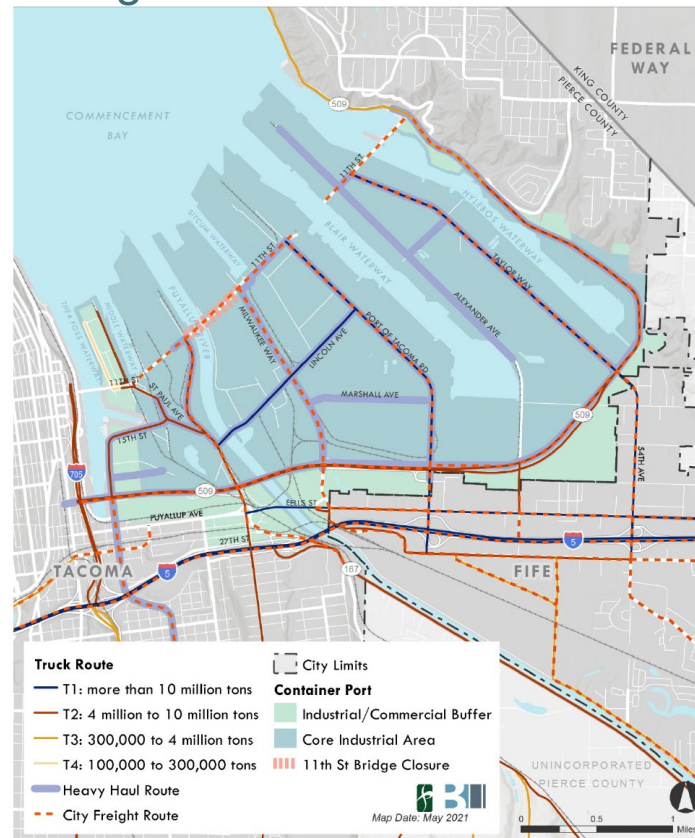 FEDERAL
WAY
KING COUNTY
PIERCE COUNTY
509
COMMENCEMENT
BAY
11TH ST
HYLEBOS WATERWAY
SITCUM WATERWAY
BLAIR WATERWAY
11TH ST
TAYLOR WAY
PUYALLUP RIVER
ALEXANDER AVE
MILWAUKEE WAY
LINCOLN AVE
PORT OF TACOMA RD
THEA FOSS WATERWAY
MIDDLE WATERWAY
11TH ST
ST PAUL AVE
MARSHALL AVE
509
15TH ST
54TH AVE
705
509
EELLS ST
PUYALLUP AVE
27TH ST
5
TACOMA
5
FIFE
167
Truck Route
T1: more than 10 million tons
T2: 4 million to 10 million tons
T3: 300,000 to 4 million tons
T4: 100,000 to 300,000 tons
Heavy Haul Route
City Freight Route
City Limits
Container Port
Industrial/Commercial Buffer
Core Industrial Area
11th St Bridge Closure
Map Date: May 2021
UNINCORPORATED
PIERCE COUNTY
0 0.5 1
Miles